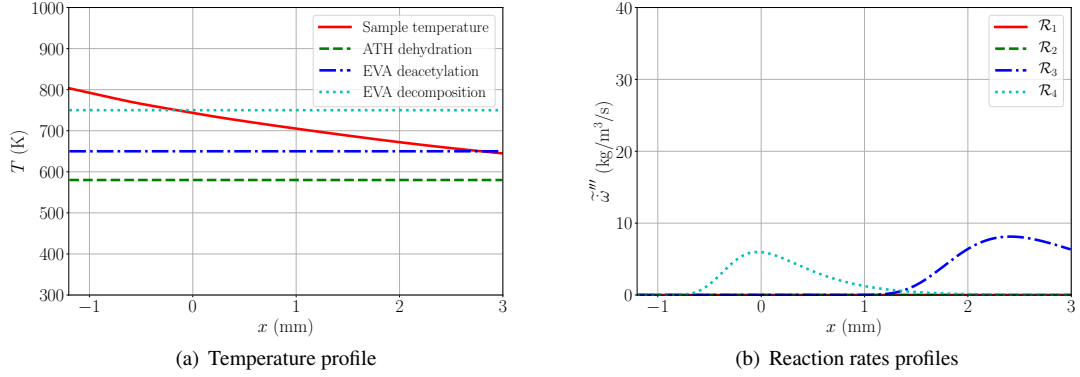 1000
900
800
700
600
500
400
300
T (K)
Sample temperature
ATH dehydration
EVA deacetylation
EVA decomposition
−1 0 1 2 3
x (mm)
(a) Temperature profile
40
30
20
10
0
ω̃̇‴ (kg/m³/s)
R₁
R₂
R₃
R₄
−1 0 1 2 3
x (mm)
(b) Reaction rates profiles